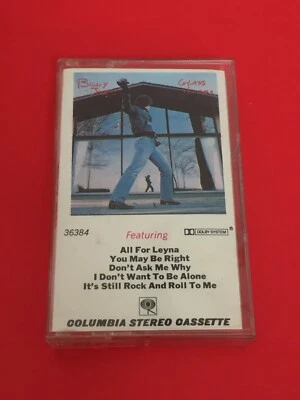 Billy Glass
36384
Featuring
DOLBY SYSTEM ®
All For Leyna
You May Be Right
Don't Ask Me Why
I Don't Want To Be Alone
It's Still Rock And Roll To Me
COLUMBIA STEREO CASSETTE